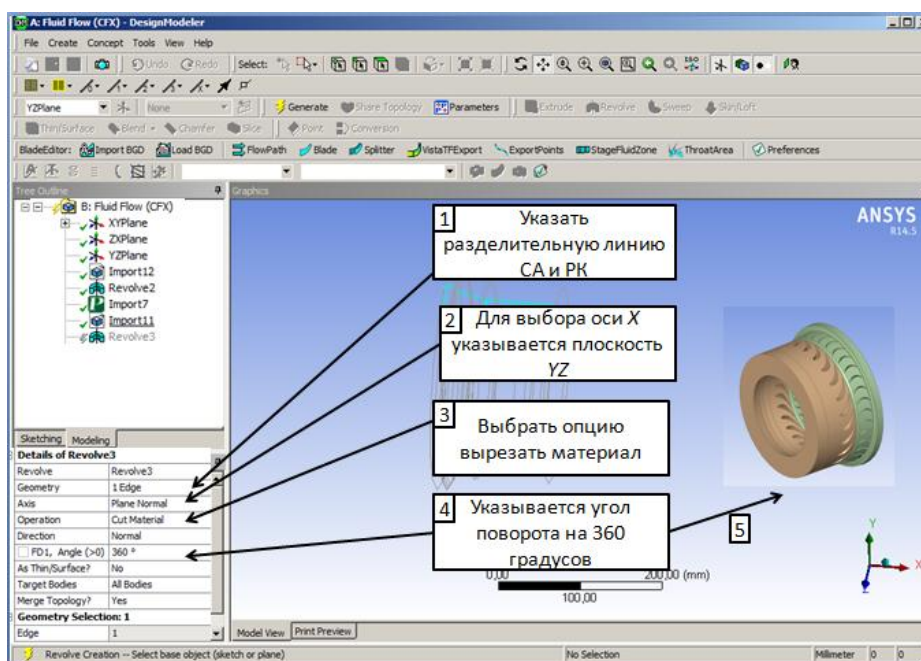 A: Fluid Flow (CFX) - DesignModeler
File Create Concept Tools View Help
Undo Redo Select:
YZPlane None Generate Share Topology Parameters Extrude Revolve Sweep Skin/Loft
Thin/Surface Blend Chamfer Slice Point Conversion
BladeEditor: Import BGD Load BGD FlowPath Blade Splitter VistaTFExport ExportPoints StageFluidZone ThroatArea Preferences
Tree Outline Graphics
B: Fluid Flow (CFX)
XYPlane
ZXPlane
YZPlane
Import12
Revolve2
Import7
Import11
Revolve3
ANSYS
R14.5
1 Указать
разделительную линию
СА и РК
2 Для выбора оси X
указывается плоскость
YZ
3 Выбрать опцию
вырезать материал
4 Указывается угол
поворота на 360
градусов
5
Sketching Modeling
Details of Revolve3
Revolve Revolve3
Geometry 1 Edge
Axis Plane Normal
Operation Cut Material
Direction Normal
FD1, Angle (>0) 360 °
As Thin/Surface? No
Target Bodies All Bodies
Merge Topology? Yes
Geometry Selection: 1
Edge 1
0,00 200,00 (mm)
100,00
Y
X
Z
Model View Print Preview
Revolve Creation -- Select base object (sketch or plane) No Selection Millimeter 0 0